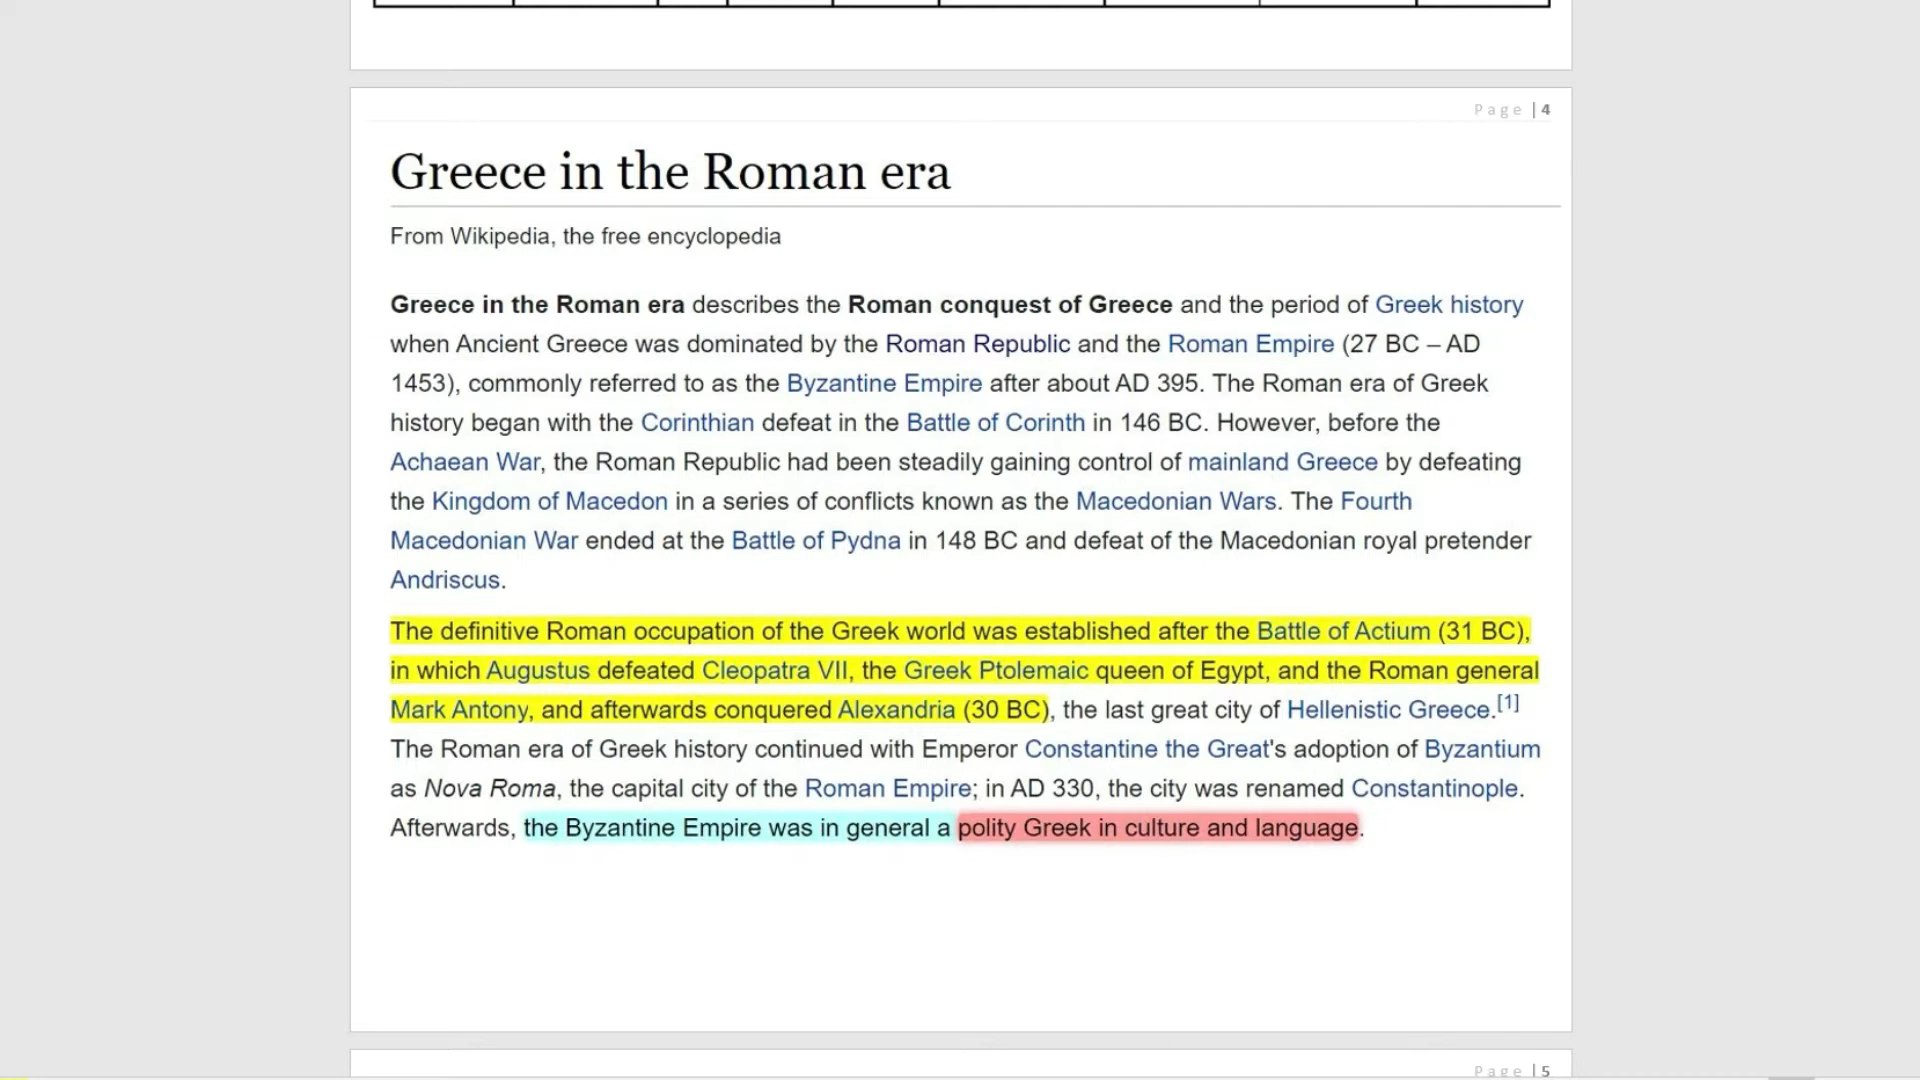 Page | 4
Greece in the Roman era
From Wikipedia, the free encyclopedia
Greece in the Roman era describes the Roman conquest of Greece and the period of Greek history
when Ancient Greece was dominated by the Roman Republic and the Roman Empire (27 BC – AD
1453), commonly referred to as the Byzantine Empire after about AD 395. The Roman era of Greek
history began with the Corinthian defeat in the Battle of Corinth in 146 BC. However, before the
Achaean War, the Roman Republic had been steadily gaining control of mainland Greece by defeating
the Kingdom of Macedon in a series of conflicts known as the Macedonian Wars. The Fourth
Macedonian War ended at the Battle of Pydna in 148 BC and defeat of the Macedonian royal pretender
Andriscus.
The definitive Roman occupation of the Greek world was established after the Battle of Actium (31 BC),
in which Augustus defeated Cleopatra VII, the Greek Ptolemaic queen of Egypt, and the Roman general
Mark Antony, and afterwards conquered Alexandria (30 BC), the last great city of Hellenistic Greece.[1]
The Roman era of Greek history continued with Emperor Constantine the Great's adoption of Byzantium
as Nova Roma, the capital city of the Roman Empire; in AD 330, the city was renamed Constantinople.
Afterwards, the Byzantine Empire was in general a polity Greek in culture and language.
Page | 5